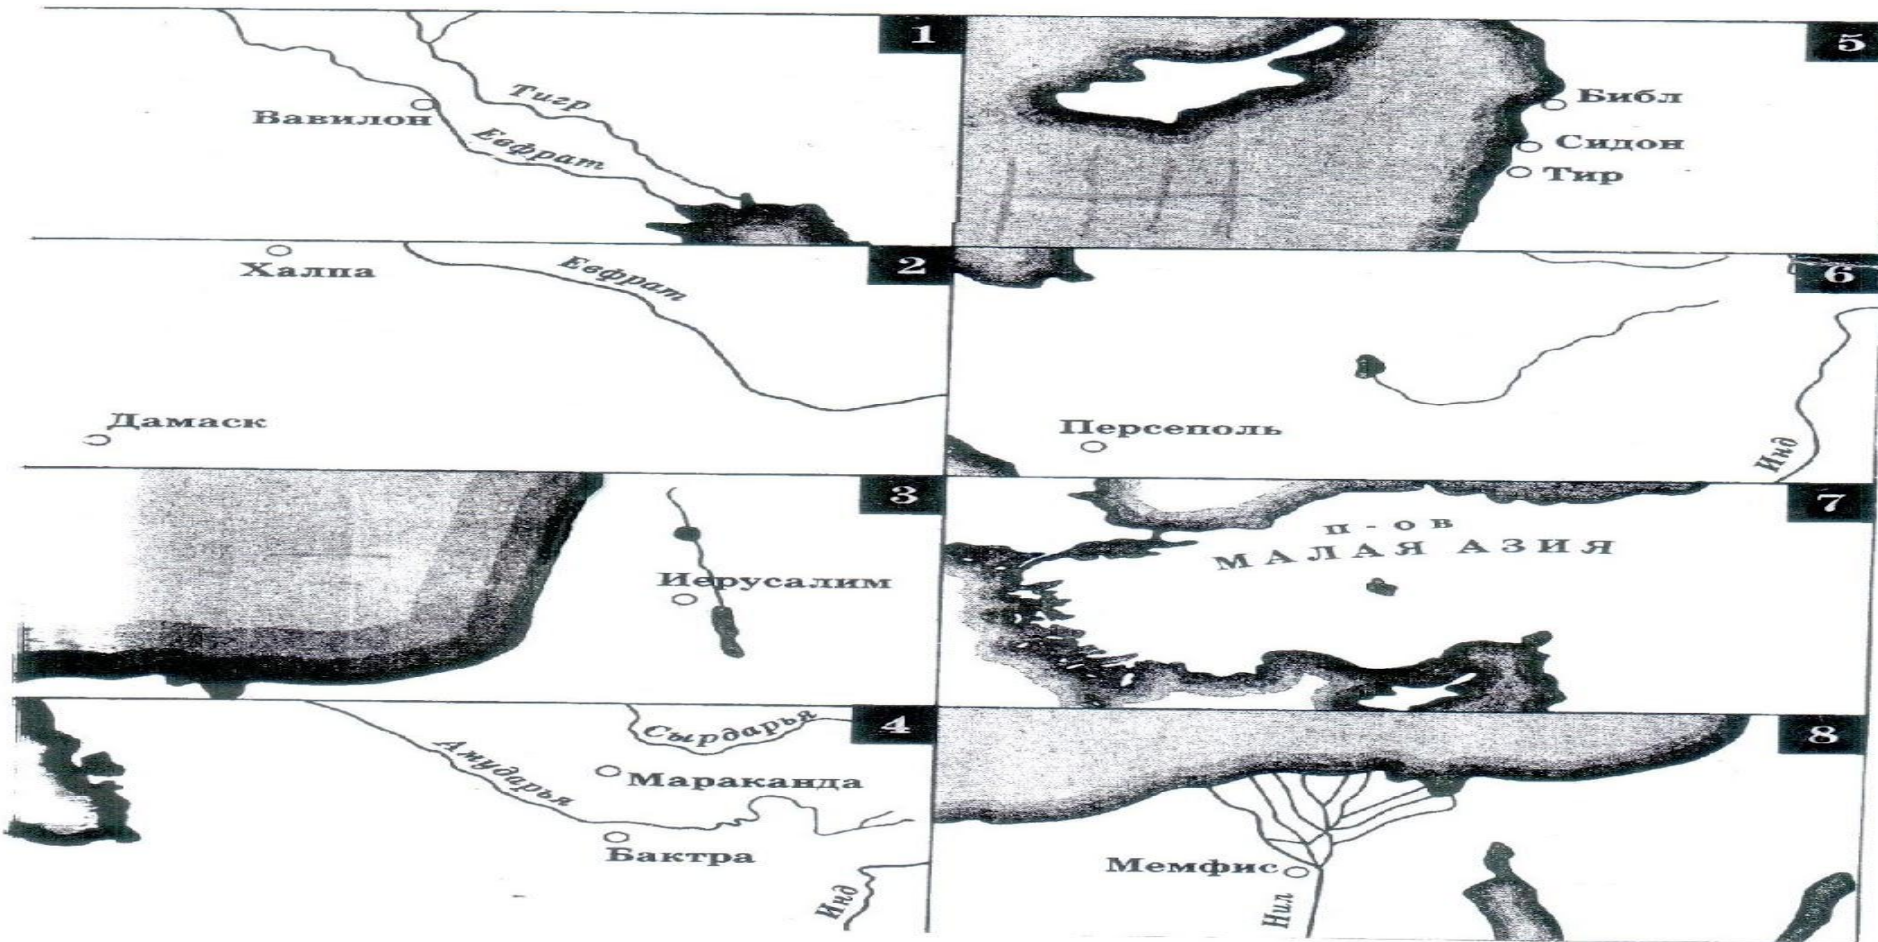 1
Тигр
Вавилон
Евфрат
2
Халпа
Евфрат
Дамаск
3
Иерусалим
4
Сырдарья
Амударья
Мараканда
Бактра
Инд
5
Библ
Сидон
Тир
6
Персеполь
Инд
7
п-ов
МАЛАЯ АЗИЯ
8
Мемфис
Нил